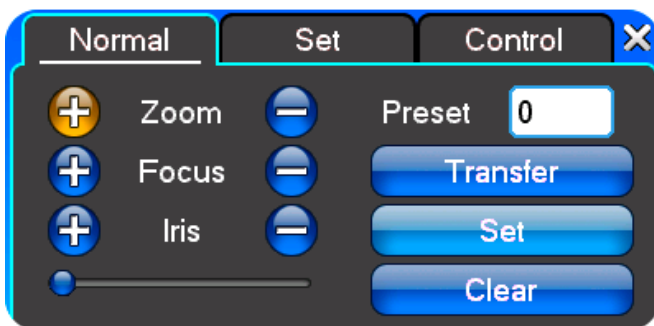 Normal Set Control
Zoom Preset 0
Focus Transfer
Iris Set
Clear